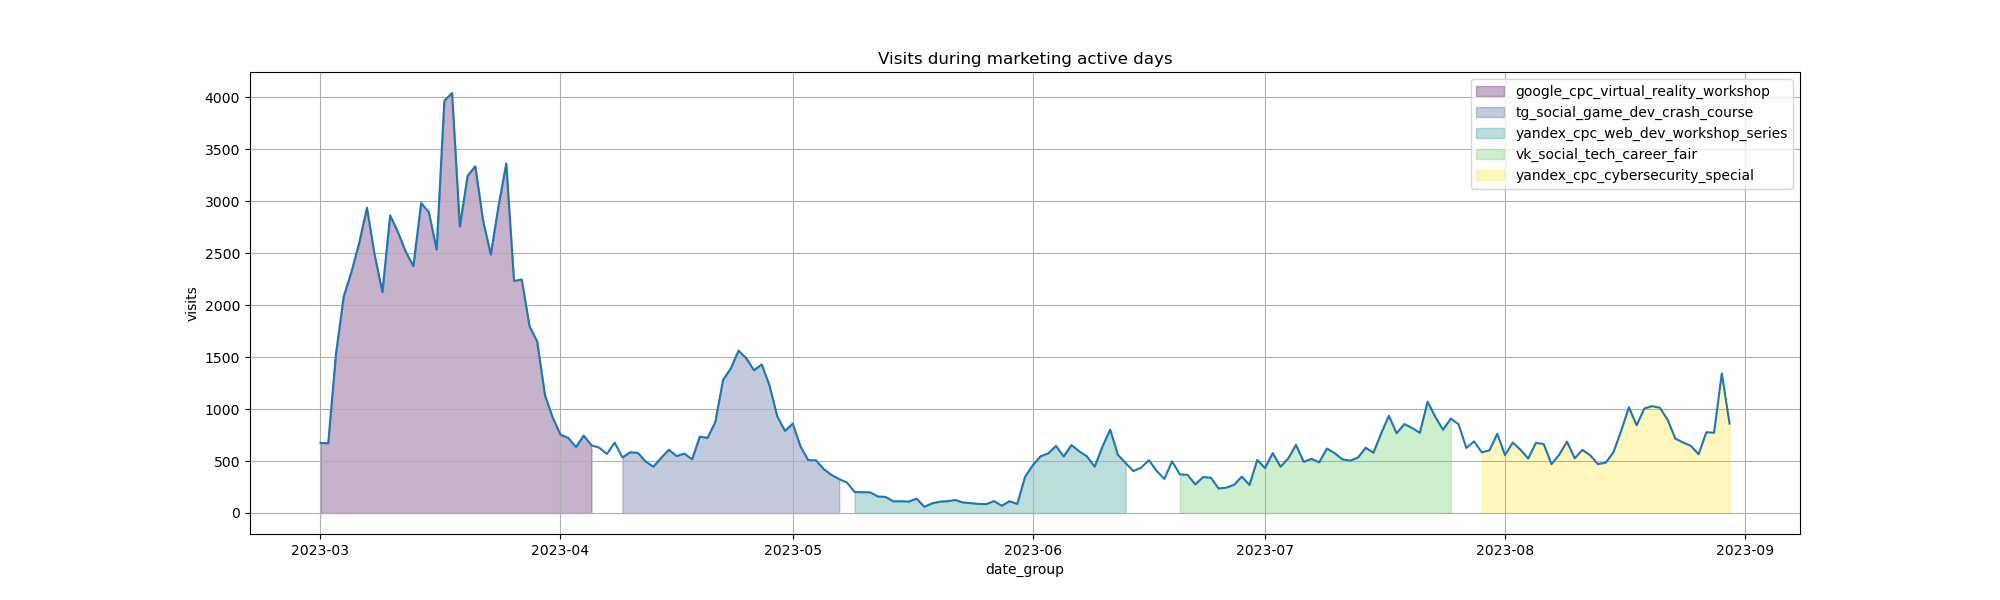 Visits during marketing active days
google_cpc_virtual_reality_workshop
tg_social_game_dev_crash_course
yandex_cpc_web_dev_workshop_series
vk_social_tech_career_fair
yandex_cpc_cybersecurity_special
visits
4000
3500
3000
2500
2000
1500
1000
500
0
2023-03 2023-04 2023-05 2023-06 2023-07 2023-08 2023-09
date_group